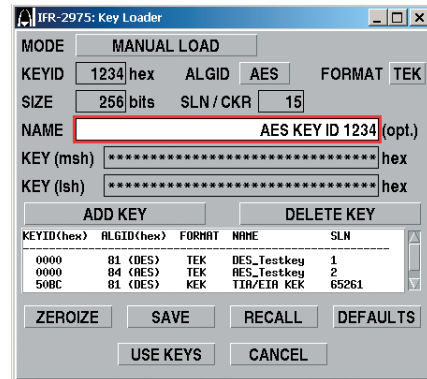 IFR-2975: Key Loader
MODE MANUAL LOAD
KEYID 1234 hex ALGID AES FORMAT TEK
SIZE 256 bits SLN / CKR 15
NAME AES KEY ID 1234 (opt.)
KEY (msh) ******************************** hex
KEY (lsh) ******************************** hex
ADD KEY DELETE KEY
KEYID(hex) ALGID(hex) FORMAT NAME SLN
0000 81 (DES) TEK DES_Testkey 1
0000 84 (AES) TEK AES_Testkey 2
50BC 81 (DES) KEK TIA/EIA KEK 65261
ZEROIZE SAVE RECALL DEFAULTS
USE KEYS CANCEL